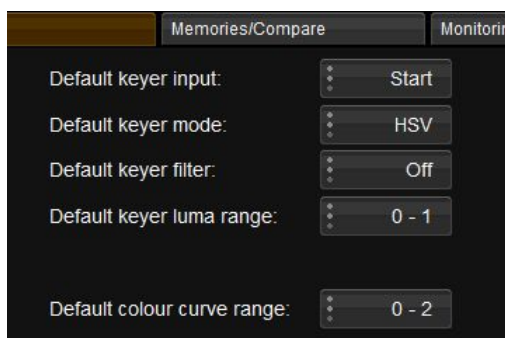 Memories/Compare
Default keyer input: Start
Default keyer mode: HSV
Default keyer filter: Off
Default keyer luma range: 0 - 1
Default colour curve range: 0 - 2